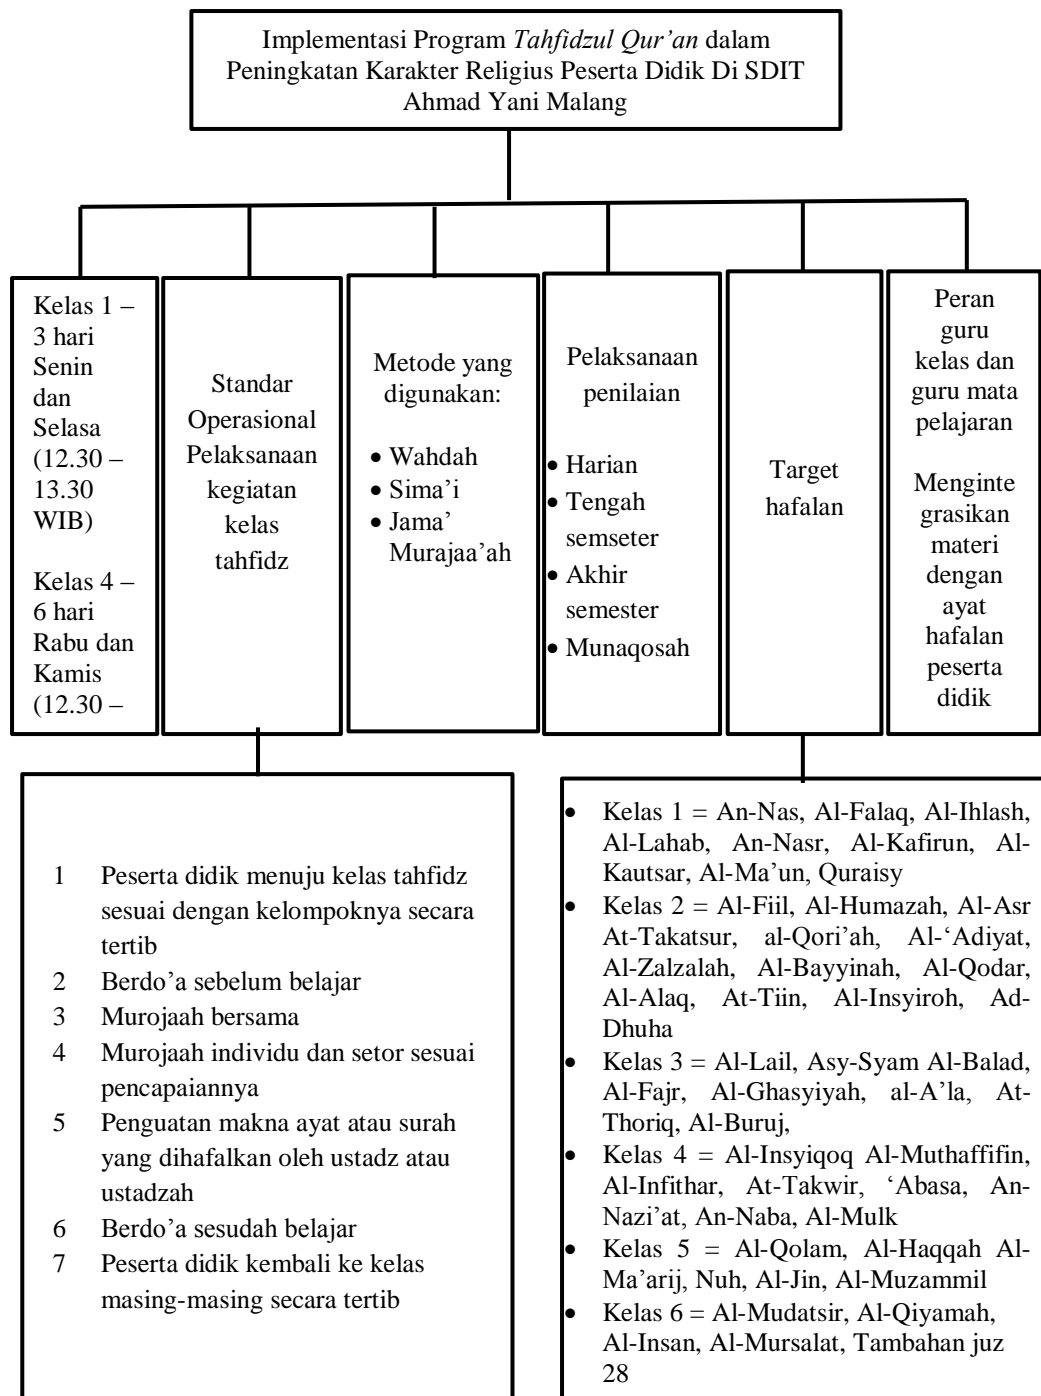 Implementasi Program Tahfidzul Qur’an dalam
Peningkatan Karakter Religius Peserta Didik Di SDIT
Ahmad Yani Malang
Kelas 1 –
3 hari
Senin
dan
Selasa
(12.30 –
13.30
WIB)
Kelas 4 –
6 hari
Rabu dan
Kamis
(12.30 –
Standar
Operasional
Pelaksanaan
kegiatan
kelas
tahfidz
Metode yang
digunakan:
• Wahdah
• Sima’i
• Jama’
Murajaa’ah
Pelaksanaan
penilaian
• Harian
• Tengah
semseter
• Akhir
semester
• Munaqosah
Target
hafalan
Peran
guru
kelas dan
guru mata
pelajaran
Menginte
grasikan
materi
dengan
ayat
hafalan
peserta
didik
1 Peserta didik menuju kelas tahfidz
sesuai dengan kelompoknya secara
tertib
2 Berdo’a sebelum belajar
3 Murojaah bersama
4 Murojaah individu dan setor sesuai
pencapaiannya
5 Penguatan makna ayat atau surah
yang dihafalkan oleh ustadz atau
ustadzah
6 Berdo’a sesudah belajar
7 Peserta didik kembali ke kelas
masing-masing secara tertib
• Kelas 1 = An-Nas, Al-Falaq, Al-Ihlash,
Al-Lahab, An-Nasr, Al-Kafirun, Al-
Kautsar, Al-Ma’un, Quraisy
• Kelas 2 = Al-Fiil, Al-Humazah, Al-Asr
At-Takatsur, al-Qori’ah, Al-‘Adiyat,
Al-Zalzalah, Al-Bayyinah, Al-Qodar,
Al-Alaq, At-Tiin, Al-Insyiroh, Ad-
Dhuha
• Kelas 3 = Al-Lail, Asy-Syam Al-Balad,
Al-Fajr, Al-Ghasyiyah, al-A’la, At-
Thoriq, Al-Buruj,
• Kelas 4 = Al-Insyiqoq Al-Muthaffifin,
Al-Infithar, At-Takwir, ‘Abasa, An-
Nazi’at, An-Naba, Al-Mulk
• Kelas 5 = Al-Qolam, Al-Haqqah Al-
Ma’arij, Nuh, Al-Jin, Al-Muzammil
• Kelas 6 = Al-Mudatsir, Al-Qiyamah,
Al-Insan, Al-Mursalat, Tambahan juz
28